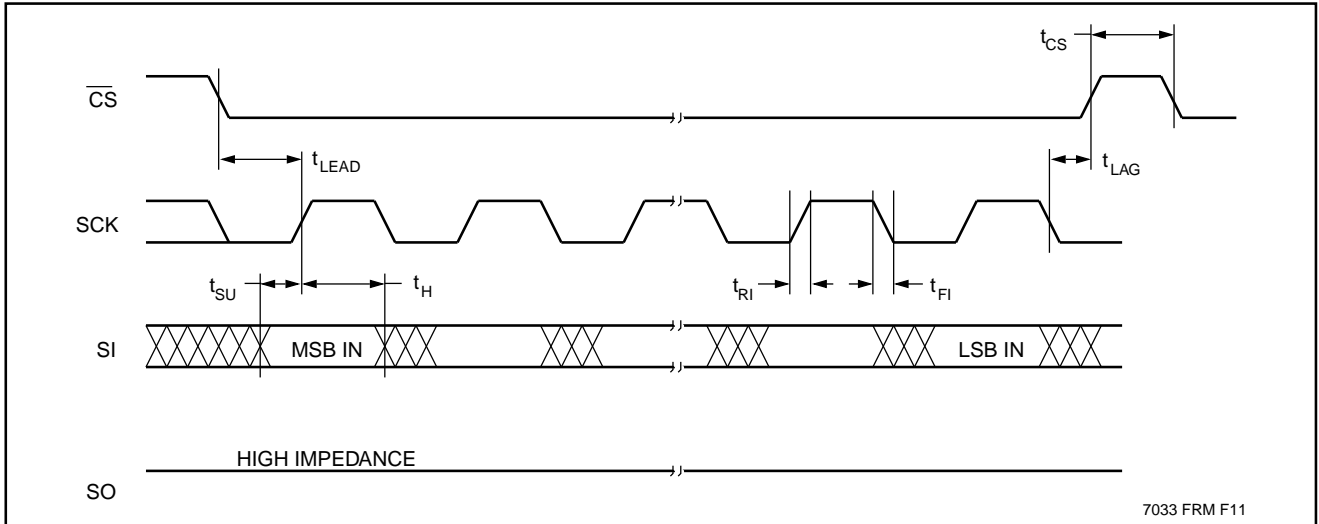 tCS
CS
tLEAD
tLAG
SCK
tSU
tH
tRI
tFI
SI
MSB IN
LSB IN
HIGH IMPEDANCE
SO
7033 FRM F11